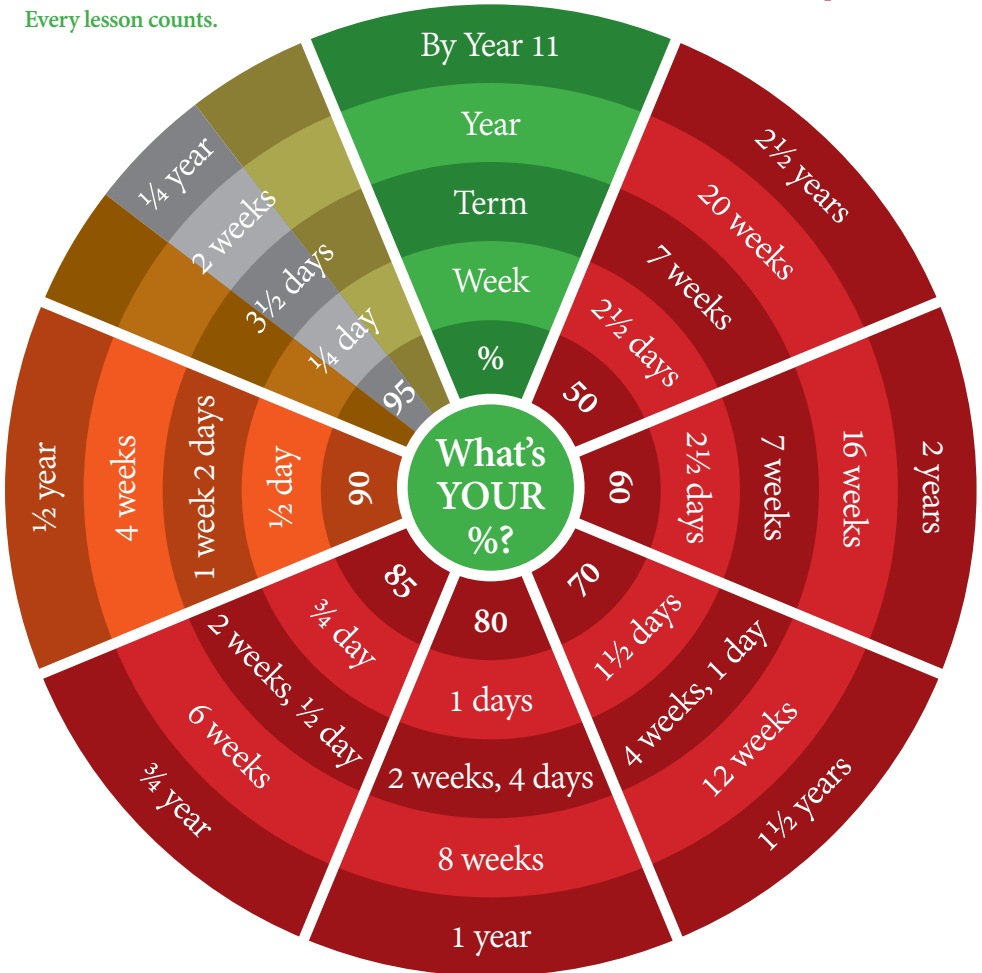 Every lesson counts.
By Year 11
Year
Term
Week
%
2½ years
20 weeks
7 weeks
2½ days
50
2 years
16 weeks
7 weeks
2½ days
60
1½ years
12 weeks
4 weeks, 1 day
1½ days
70
80
1 days
2 weeks, 4 days
8 weeks
1 year
85
¾ day
2 weeks, ½ day
6 weeks
¾ year
90
½ day
1 week 2 days
4 weeks
½ year
95
¼ day
3½ days
2 weeks
¼ year
What's
YOUR
%?